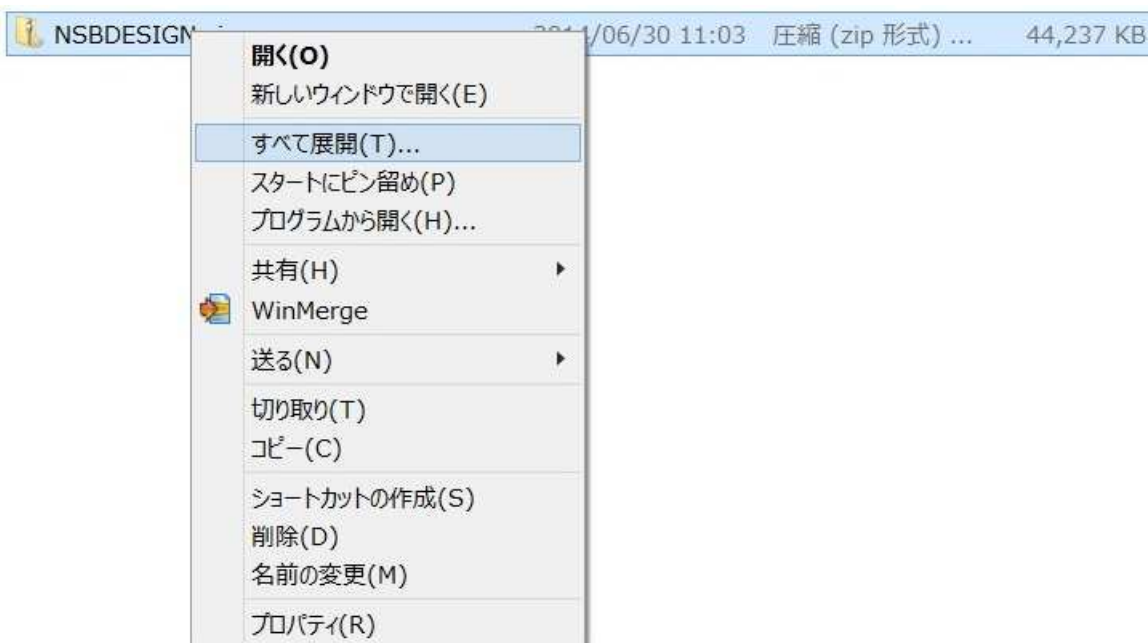 NSBDESIGN /06/30 11:03 圧縮 (zip 形式) ... 44,237 KB
開く(O)
新しいウィンドウで開く(E)
すべて展開(T)...
スタートにピン留め(P)
プログラムから開く(H)...
共有(H)
WinMerge
送る(N)
切り取り(T)
コピー(C)
ショートカットの作成(S)
削除(D)
名前の変更(M)
プロパティ(R)